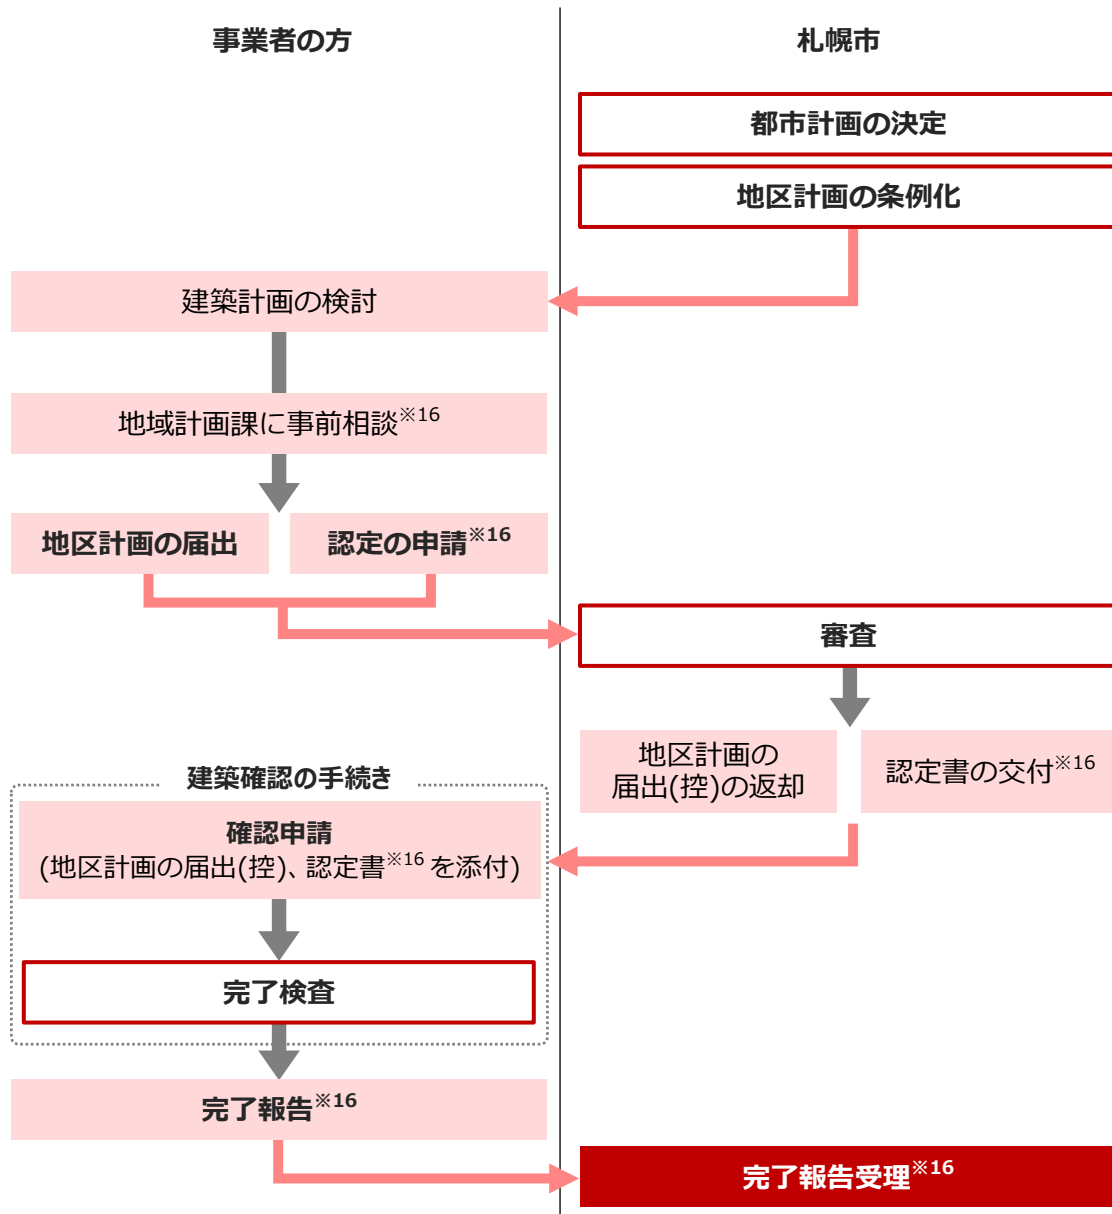 事業者の方
札幌市
都市計画の決定
地区計画の条例化
建築計画の検討
地域計画課に事前相談※16
地区計画の届出
認定の申請※16
審査
地区計画の
届出(控)の返却
認定書の交付※16
建築確認の手続き
確認申請
(地区計画の届出(控)、認定書※16 を添付)
完了検査
完了報告※16
完了報告受理※16